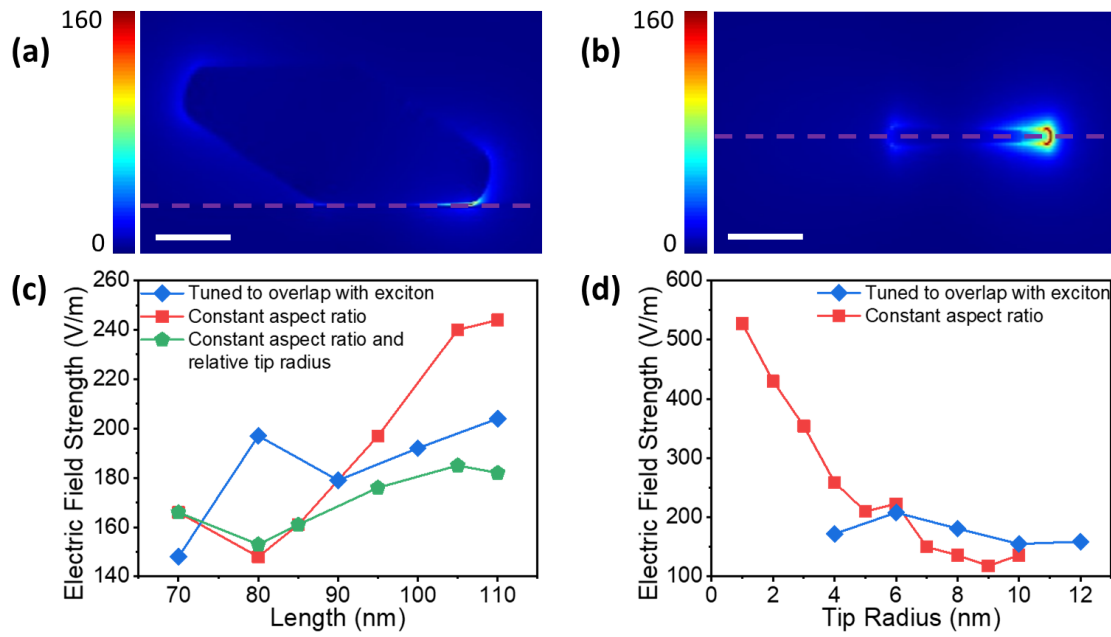 160
(a)
0
160
(b)
0
(c)
Electric Field Strength (V/m)
260
240
220
200
180
160
140
Tuned to overlap with exciton
Constant aspect ratio
Constant aspect ratio and
relative tip radius
70
80
90
100
110
Length (nm)
(d)
Electric Field Strength (V/m)
600
500
400
300
200
100
Tuned to overlap with exciton
Constant aspect ratio
0
2
4
6
8
10
12
Tip Radius (nm)